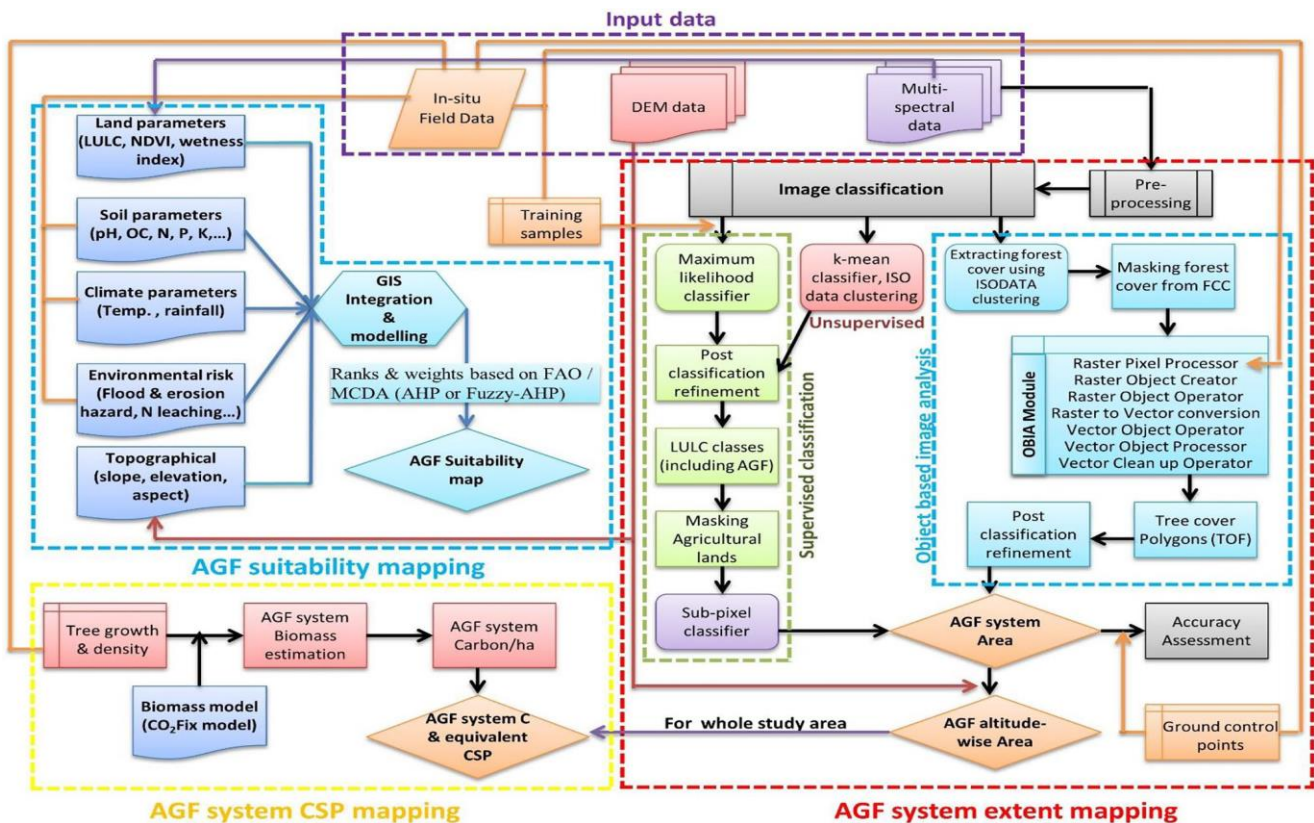 Input data
In-situ
Field Data
DEM data
Multi-
spectral
data
Land parameters
(LULC, NDVI, wetness
index)
Soil parameters
(pH, OC, N, P, K,...)
Climate parameters
(Temp. , rainfall)
Environmental risk
(Flood & erosion
hazard, N leaching...)
Topographical
(slope, elevation,
aspect)
GIS
Integration &
modelling
Ranks & weights based on FAO /
MCDA (AHP or Fuzzy-AHP)
AGF Suitability
map
AGF suitability mapping
Training
samples
Image classification
Pre-
processing
Maximum
likelihood
classifier
k-mean
classifier, ISO
data clustering
Unsupervised
Post
classification
refinement
LULC classes
(including AGF)
Masking
Agricultural
lands
Sub-pixel
classifier
Supervised classification
Extracting forest
cover using
ISODATA
clustering
Masking forest
cover from FCC
OBIA Module
Raster Pixel Processor
Raster Object Creator
Raster Object Operator
Raster to Vector conversion
Vector Object Operator
Vector Object Processor
Vector Clean up Operator
Tree cover
Polygons (TOF)
Post
classification
refinement
Object based image analysis
AGF system
Area
Accuracy
Assessment
AGF altitude-
wise Area
Ground control
points
For whole study area
Tree growth
& density
AGF system
Biomass
estimation
AGF system
Carbon/ha
Biomass model
(CO₂Fix model)
AGF system C
& equivalent
CSP
AGF system CSP mapping
AGF system extent mapping